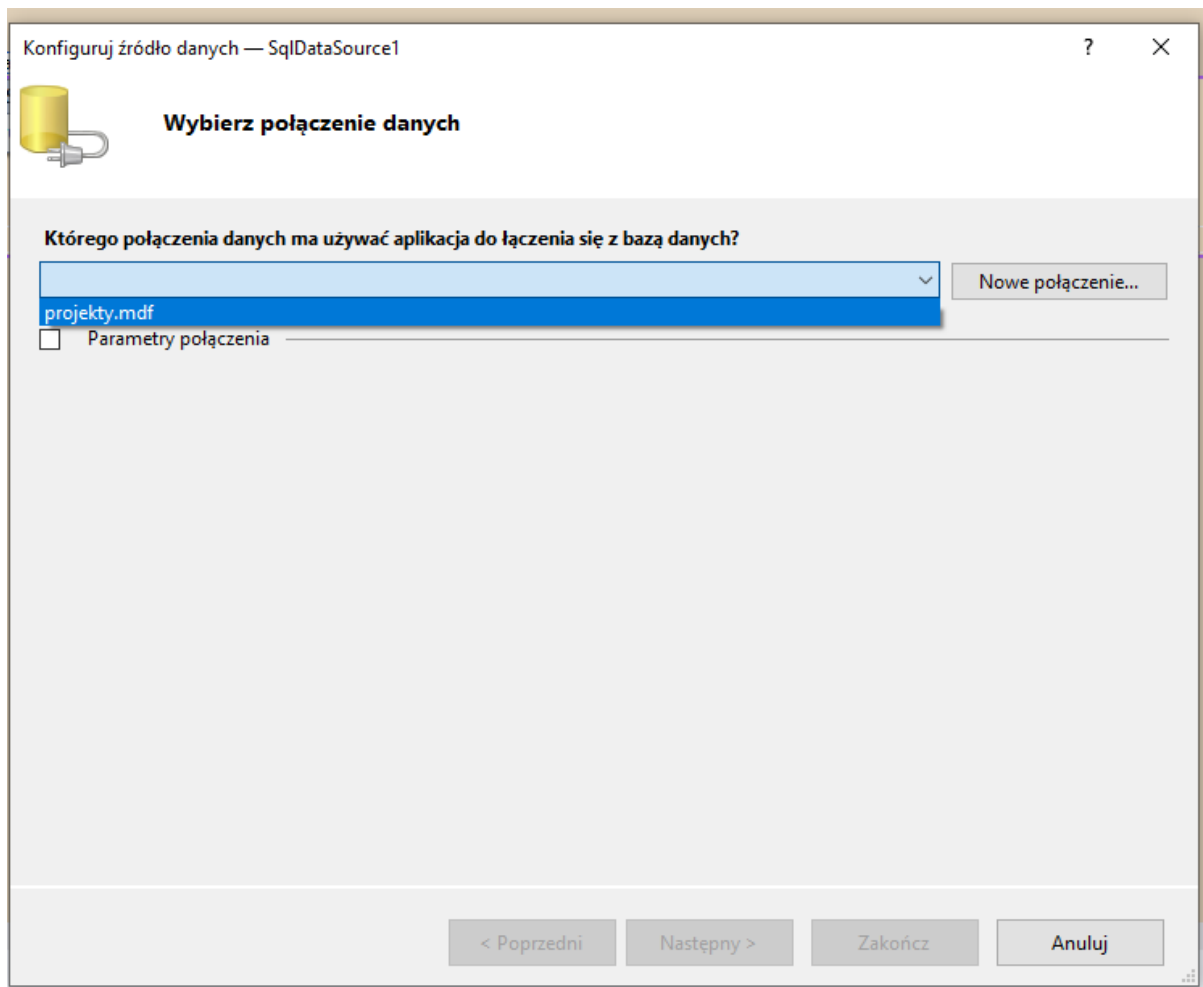 Konfiguruj źródło danych — SqlDataSource1 ?
Wybierz połączenie danych
Którego połączenia danych ma używać aplikacja do łączenia się z bazą danych?
Nowe połączenie...
projekty.mdf
Parametry połączenia
< Poprzedni Następny > Zakończ Anuluj